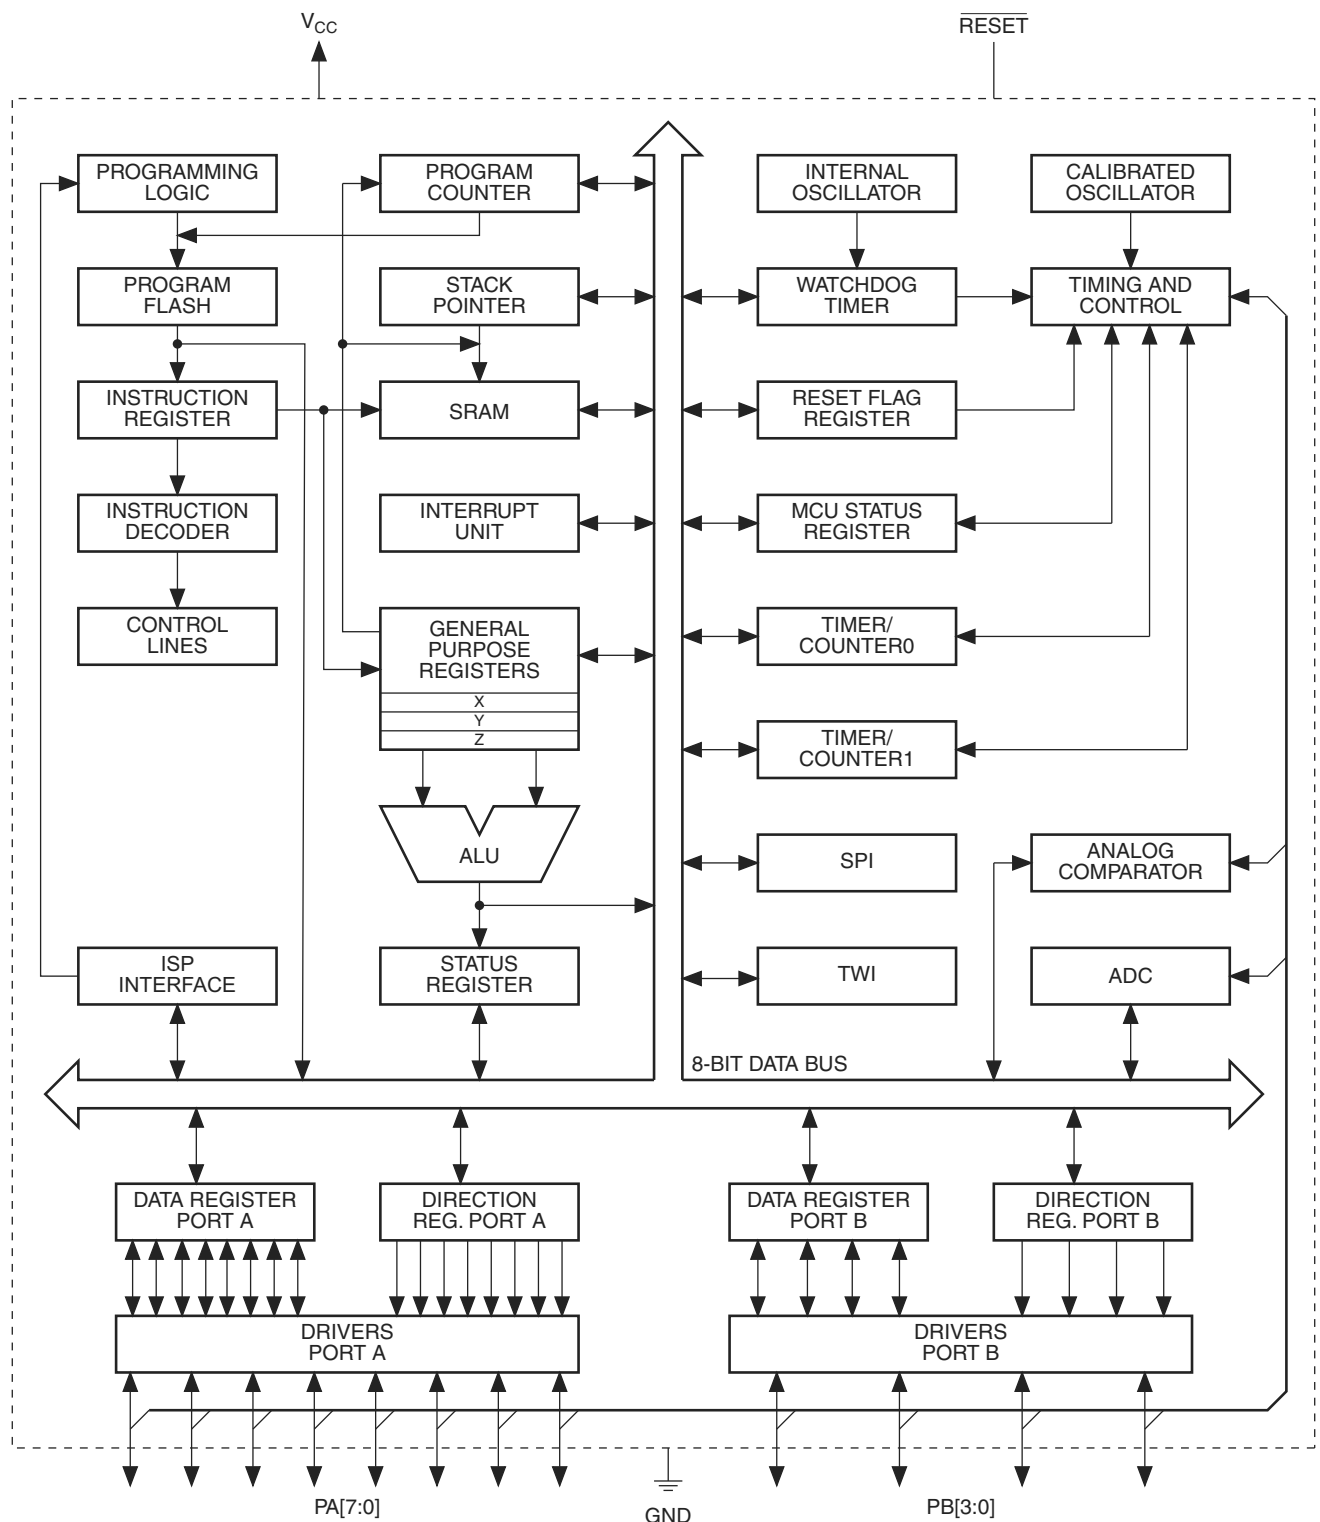 VCC
RESET
PROGRAMMING
LOGIC
PROGRAM
COUNTER
INTERNAL
OSCILLATOR
CALIBRATED
OSCILLATOR
PROGRAM
FLASH
STACK
POINTER
WATCHDOG
TIMER
TIMING AND
CONTROL
INSTRUCTION
REGISTER
SRAM
RESET FLAG
REGISTER
INSTRUCTION
DECODER
INTERRUPT
UNIT
MCU STATUS
REGISTER
CONTROL
LINES
GENERAL
PURPOSE
REGISTERS
X
Y
Z
TIMER/
COUNTER0
TIMER/
COUNTER1
ALU
SPI
ANALOG
COMPARATOR
ISP
INTERFACE
STATUS
REGISTER
TWI
ADC
8-BIT DATA BUS
DATA REGISTER
PORT A
DIRECTION
REG. PORT A
DATA REGISTER
PORT B
DIRECTION
REG. PORT B
DRIVERS
PORT A
DRIVERS
PORT B
PA[7:0]
GND
PB[3:0]